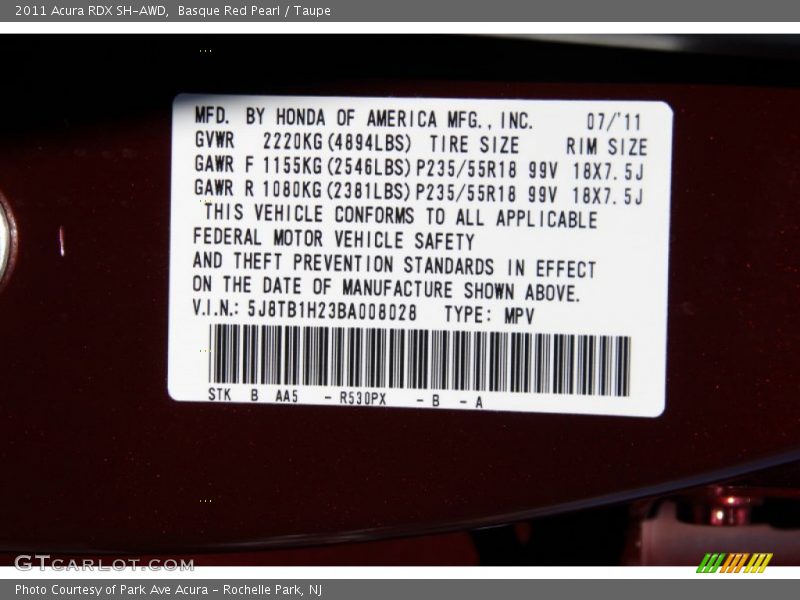 2011 Acura RDX SH-AWD, Basque Red Pearl / Taupe
MFD. BY HONDA OF AMERICA MFG., INC. 07/'11
GVWR 2220KG(4894LBS) TIRE SIZE RIM SIZE
GAWR F 1155KG(2546LBS) P235/55R18 99V 18X7.5J
GAWR R 1080KG(2381LBS) P235/55R18 99V 18X7.5J
THIS VEHICLE CONFORMS TO ALL APPLICABLE
FEDERAL MOTOR VEHICLE SAFETY
AND THEFT PREVENTION STANDARDS IN EFFECT
ON THE DATE OF MANUFACTURE SHOWN ABOVE.
V.I.N.: 5J8TB1H23BA008028 TYPE: MPV
STK B AA5 - R530PX - B - A
GTCARLOT.COM
Photo Courtesy of Park Ave Acura - Rochelle Park, NJ